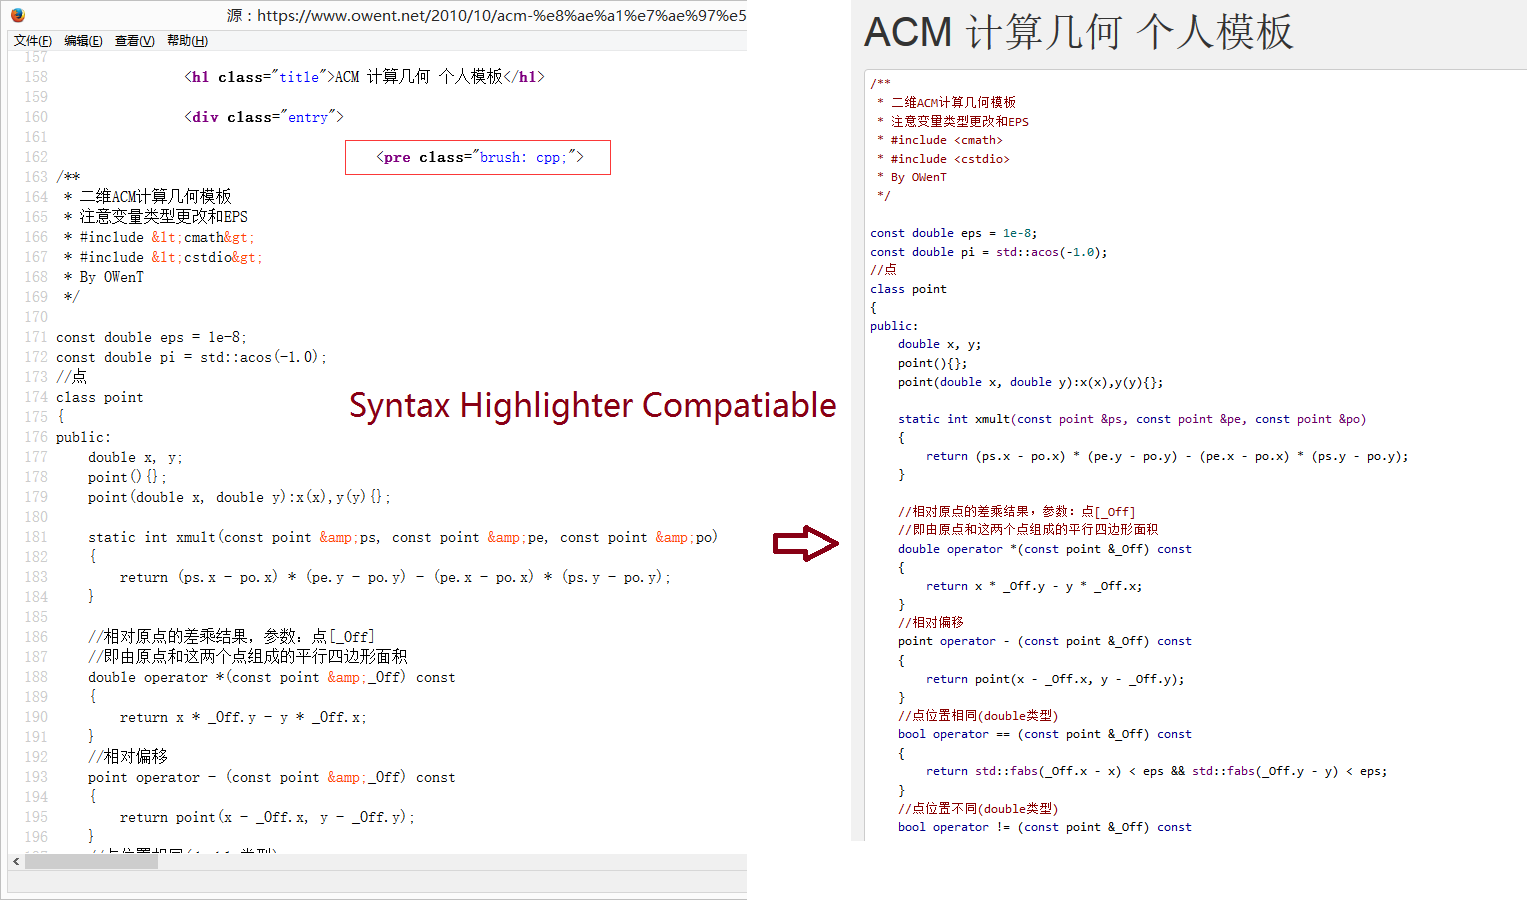 源：https://www.owent.net/2010/10/acm-%e8%ae%a1%e7%ae%97%e5
文件(F) 编辑(E) 查看(V) 帮助(H)
157
158 <h1 class="title">ACM 计算几何 个人模板</h1>
159
160 <div class="entry">
161
162 <pre class="brush: cpp;">
163 /**
164 * 二维ACM计算几何模板
165 * 注意变量类型更改和EPS
166 * #include &lt;cmath&gt;
167 * #include &lt;cstdio&gt;
168 * By OWenT
169 */
170
171 const double eps = 1e-8;
172 const double pi = std::acos(-1.0);
173 //点
174 class point
175 {
176 public:
177 double x, y;
178 point(){};
179 point(double x, double y):x(x),y(y){};
180
181 static int xmult(const point &amp;ps, const point &amp;pe, const point &amp;po)
182 {
183 return (ps.x - po.x) * (pe.y - po.y) - (pe.x - po.x) * (ps.y - po.y);
184 }
185
186 //相对原点的差乘结果，参数：点[_Off]
187 //即由原点和这两个点组成的平行四边形面积
188 double operator *(const point &amp;_Off) const
189 {
190 return x * _Off.y - y * _Off.x;
191 }
192 //相对偏移
193 point operator - (const point &amp;_Off) const
194 {
195 return point(x - _Off.x, y - _Off.y);
196 }
Syntax Highlighter Compatiable
ACM 计算几何 个人模板
/**
* 二维ACM计算几何模板
* 注意变量类型更改和EPS
* #include <cmath>
* #include <cstdio>
* By OWenT
*/
const double eps = 1e-8;
const double pi = std::acos(-1.0);
//点
class point
{
public:
double x, y;
point(){};
point(double x, double y):x(x),y(y){};
static int xmult(const point &ps, const point &pe, const point &po)
{
return (ps.x - po.x) * (pe.y - po.y) - (pe.x - po.x) * (ps.y - po.y);
}
//相对原点的差乘结果，参数：点[_Off]
//即由原点和这两个点组成的平行四边形面积
double operator *(const point &_Off) const
{
return x * _Off.y - y * _Off.x;
}
//相对偏移
point operator - (const point &_Off) const
{
return point(x - _Off.x, y - _Off.y);
}
//点位置相同(double类型)
bool operator == (const point &_Off) const
{
return std::fabs(_Off.x - x) < eps && std::fabs(_Off.y - y) < eps;
}
//点位置不同(double类型)
bool operator != (const point &_Off) const